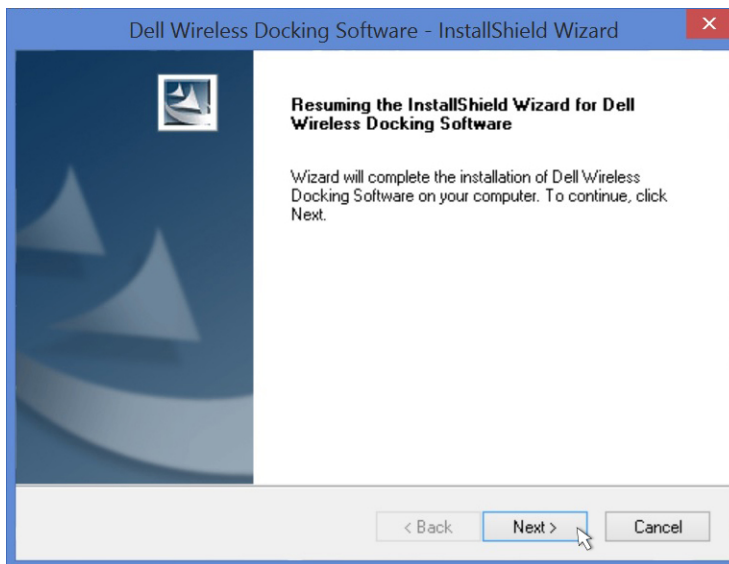 Dell Wireless Docking Software - InstallShield Wizard
Resuming the InstallShield Wizard for Dell
Wireless Docking Software
Wizard will complete the installation of Dell Wireless
Docking Software on your computer. To continue, click
Next.
< Back
Next >
Cancel